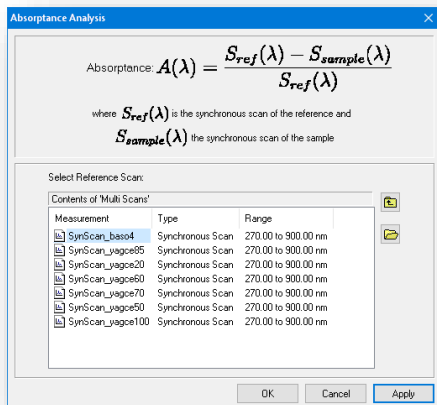 Absorptance Analysis
Absorptance: A(λ) = (S_ref(λ) − S_sample(λ)) / S_ref(λ)
where S_ref(λ) is the synchronous scan of the reference and
S_sample(λ) the synchronous scan of the sample
Select Reference Scan:
Contents of 'Multi Scans'
Measurement Type Range
SynScan_baso4 Synchronous Scan 270.00 to 900.00 nm
SynScan_yagce85 Synchronous Scan 270.00 to 900.00 nm
SynScan_yagce20 Synchronous Scan 270.00 to 900.00 nm
SynScan_yagce60 Synchronous Scan 270.00 to 900.00 nm
SynScan_yagce70 Synchronous Scan 270.00 to 900.00 nm
SynScan_yagce50 Synchronous Scan 270.00 to 900.00 nm
SynScan_yagce100 Synchronous Scan 270.00 to 900.00 nm
OK Cancel Apply